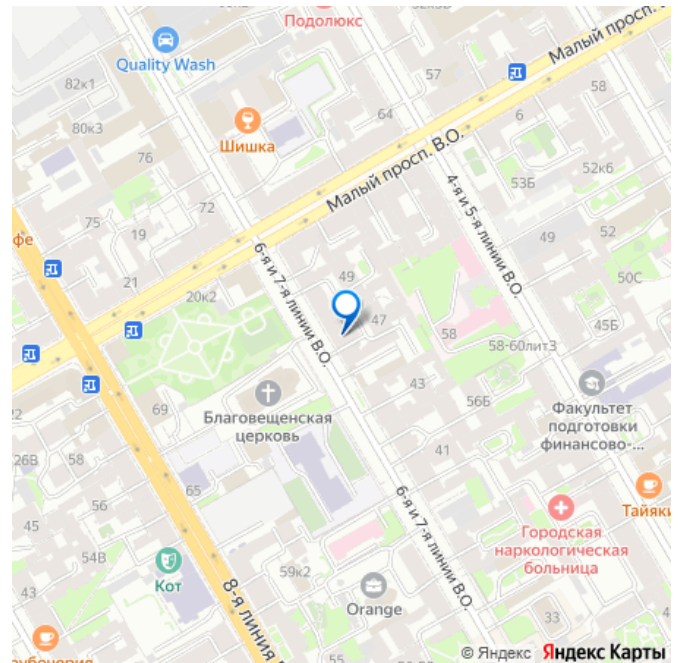 Подолюкс
Малый просп.
Quality Wash
57
82к1
58
64
6
80к3
Шишка
76
Малый просп. В.О.
53Б
52к6
4-я и 5-я линии В.О.
72
75
19
49
52
фе
6-я и 7-я линии В.О.
49
21
50С
20к2
47
58
45Б
58-60лит3
43
69
Благовещенская
церковь
56Б
Факультет
подготовки
финансово-...
2
26В
58
41
65
6-я и 7-я линии В.О.
Тайяки
56
45
Городская
наркологическая
больница
54В
Кот
59к2
43
8-я линия
Orange
33
© Яндекс Яндекс Карты